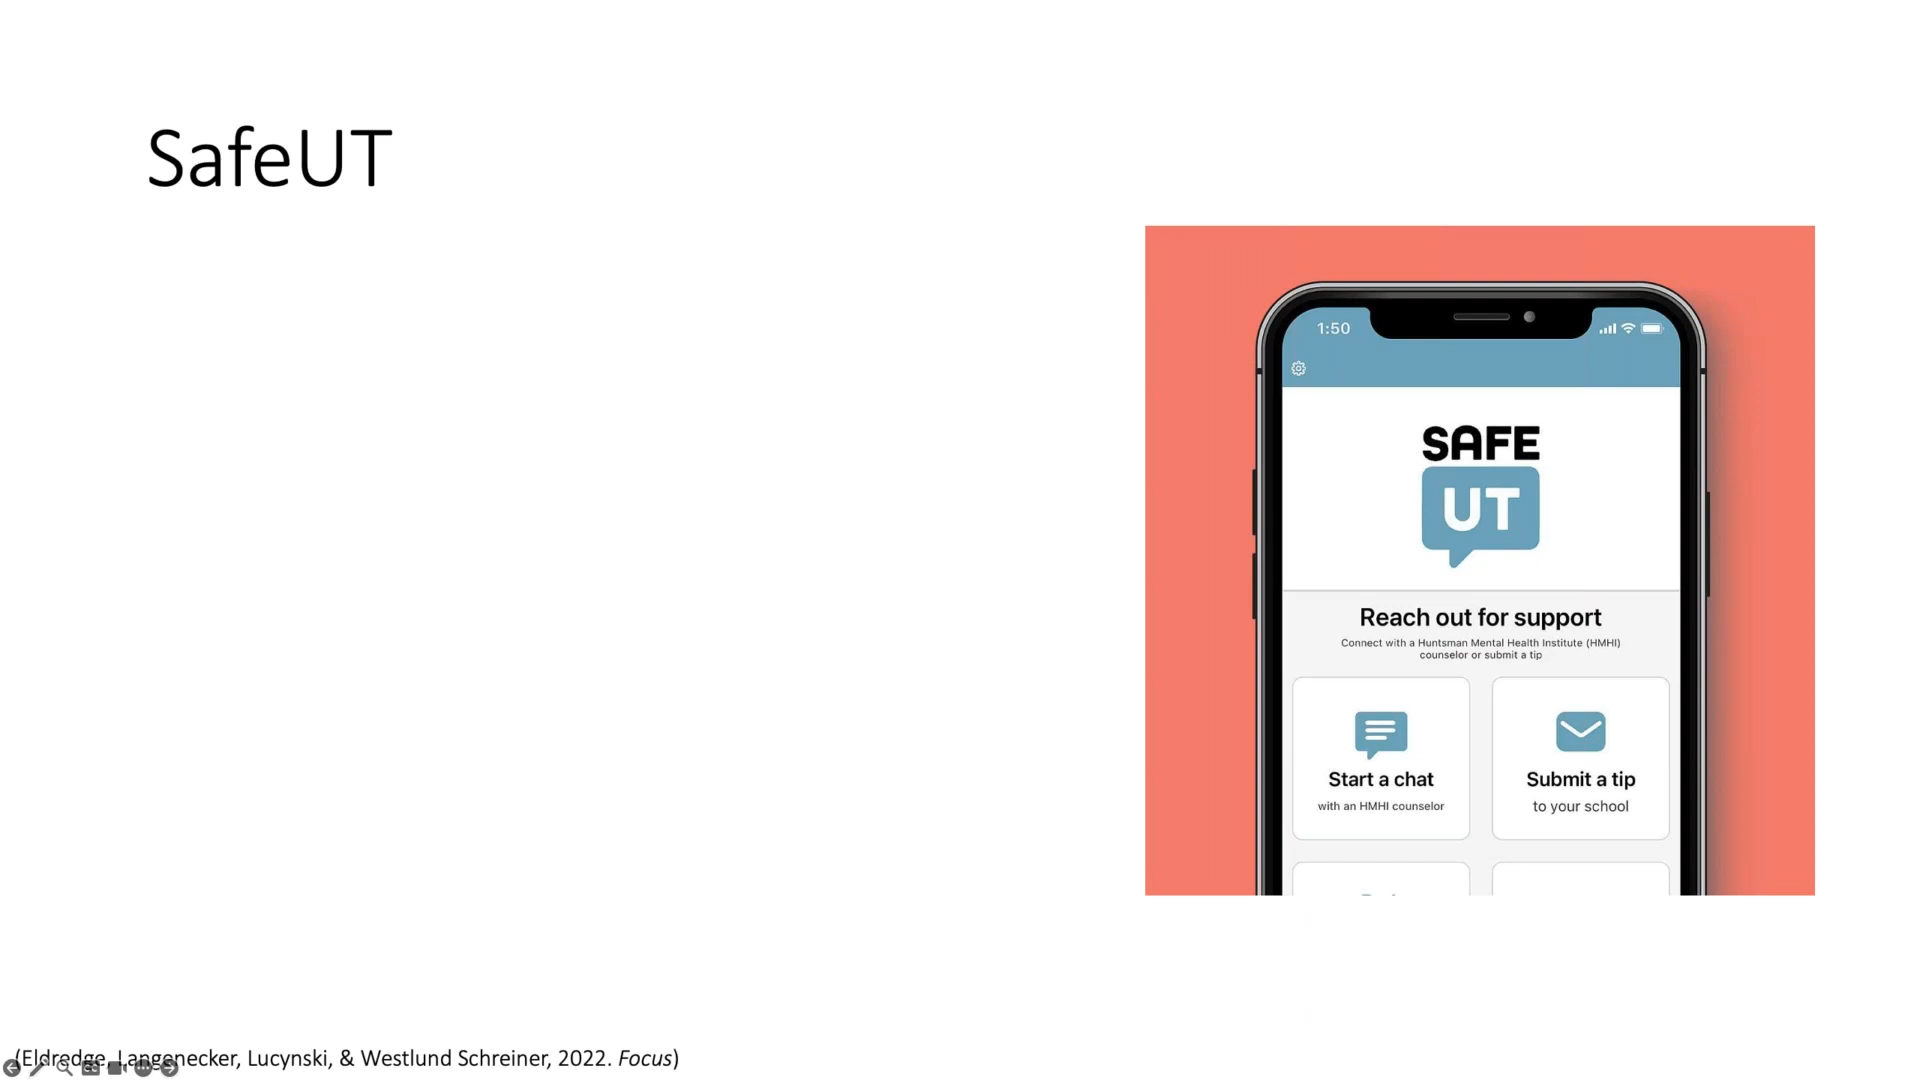 SafeUT
1:50
SAFE
UT
Reach out for support
Connect with a Huntsman Mental Health Institute (HMHI)
counselor or submit a tip
Start a chat
with an HMHI counselor
Submit a tip
to your school
(Eldredge, Langenecker, Lucynski, & Westlund Schreiner, 2022. Focus)